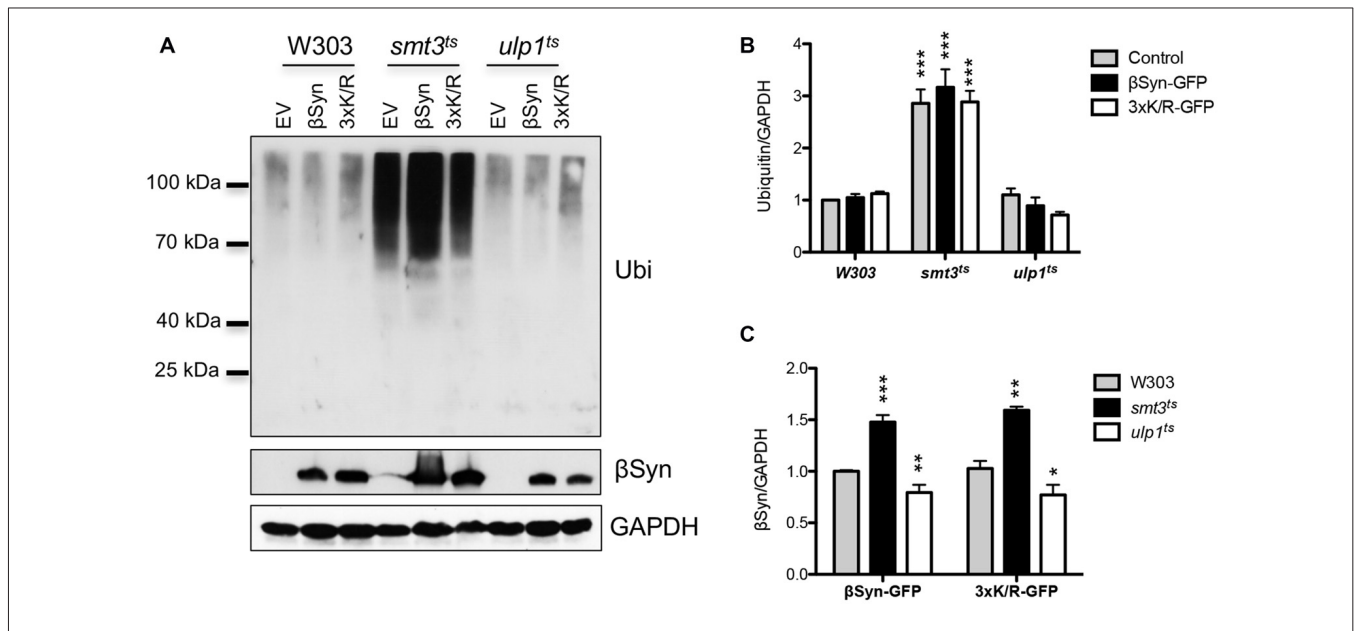 A
W303 smt3ts ulp1ts
EV βSyn 3xK/R EV βSyn 3xK/R EV βSyn 3xK/R
100 kDa
70 kDa
40 kDa
25 kDa
Ubi
βSyn
GAPDH
B
Ubiquitin/GAPDH
4
3
2
1
0
*** *** ***
W303 smt3ts ulp1ts
Control
βSyn-GFP
3xK/R-GFP
C
βSyn/GAPDH
2.0
1.5
1.0
0.5
0.0
*** ** ** *
βSyn-GFP 3xK/R-GFP
W303
smt3ts
ulp1ts